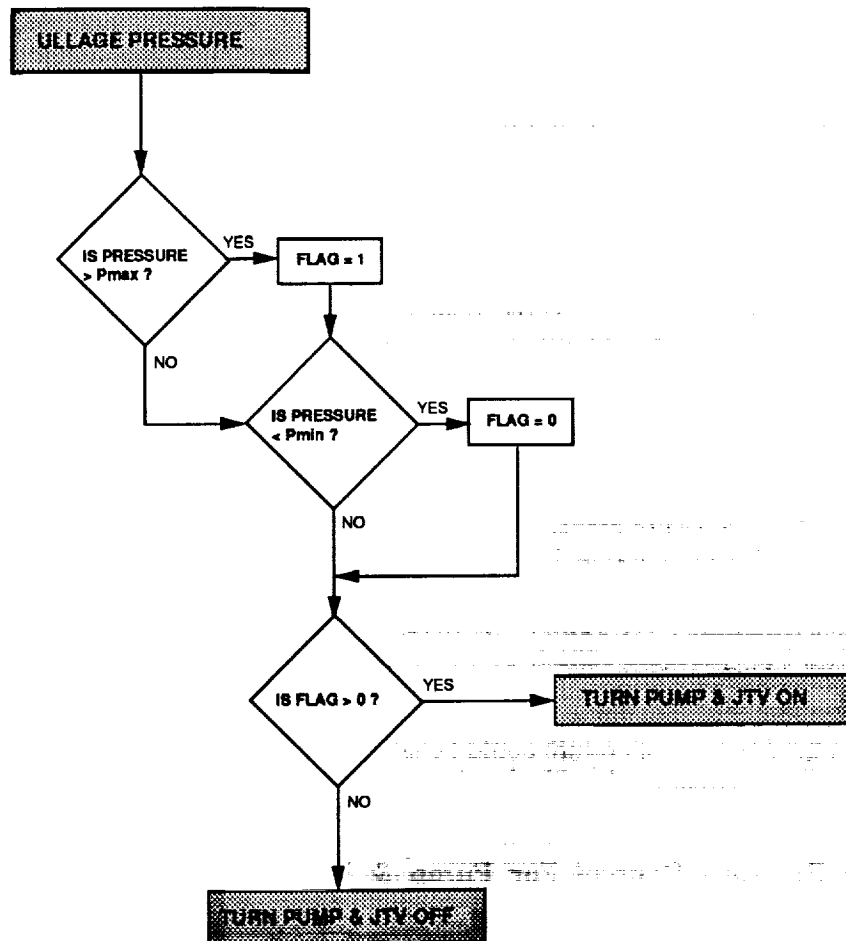 ULLAGE PRESSURE
IS PRESSURE
> Pmax ?
YES
FLAG = 1
NO
IS PRESSURE
< Pmin ?
YES
FLAG = 0
NO
IS FLAG > 0 ?
YES
TURN PUMP & JTV ON
NO
TURN PUMP & JTV OFF